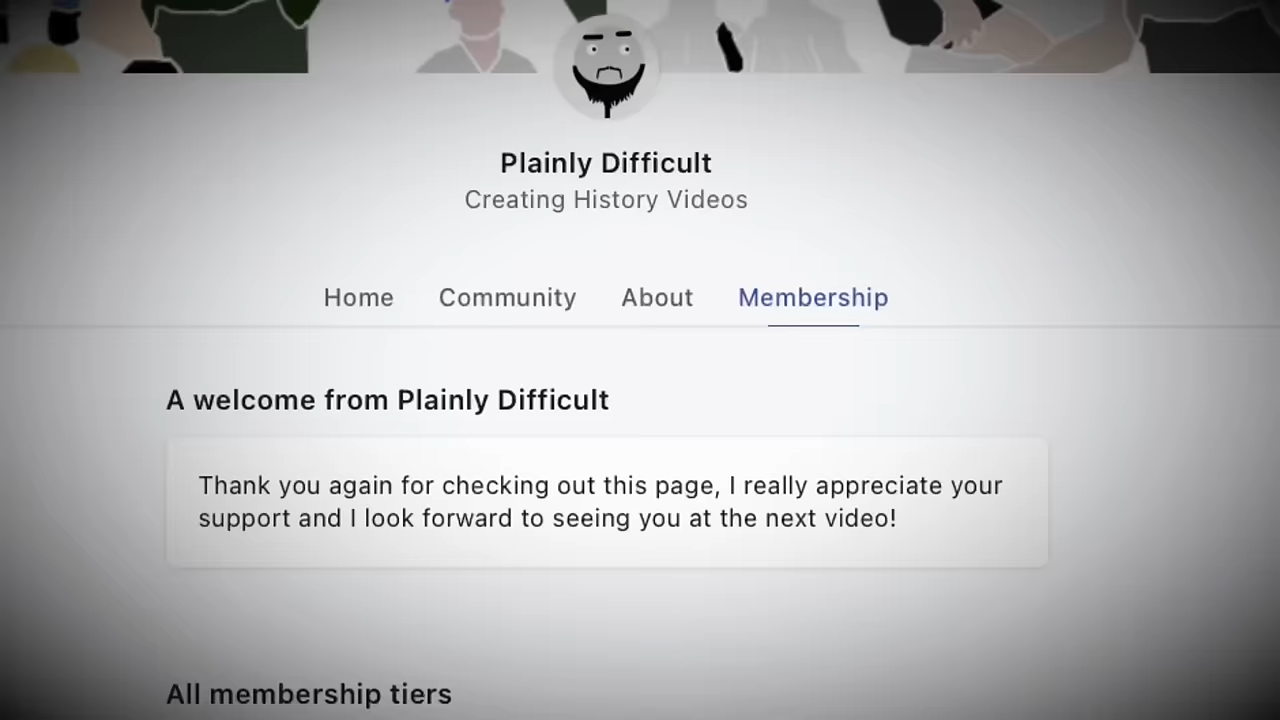 Plainly Difficult
Creating History Videos
Home Community About Membership
A welcome from Plainly Difficult
Thank you again for checking out this page, I really appreciate your
support and I look forward to seeing you at the next video!
All membership tiers